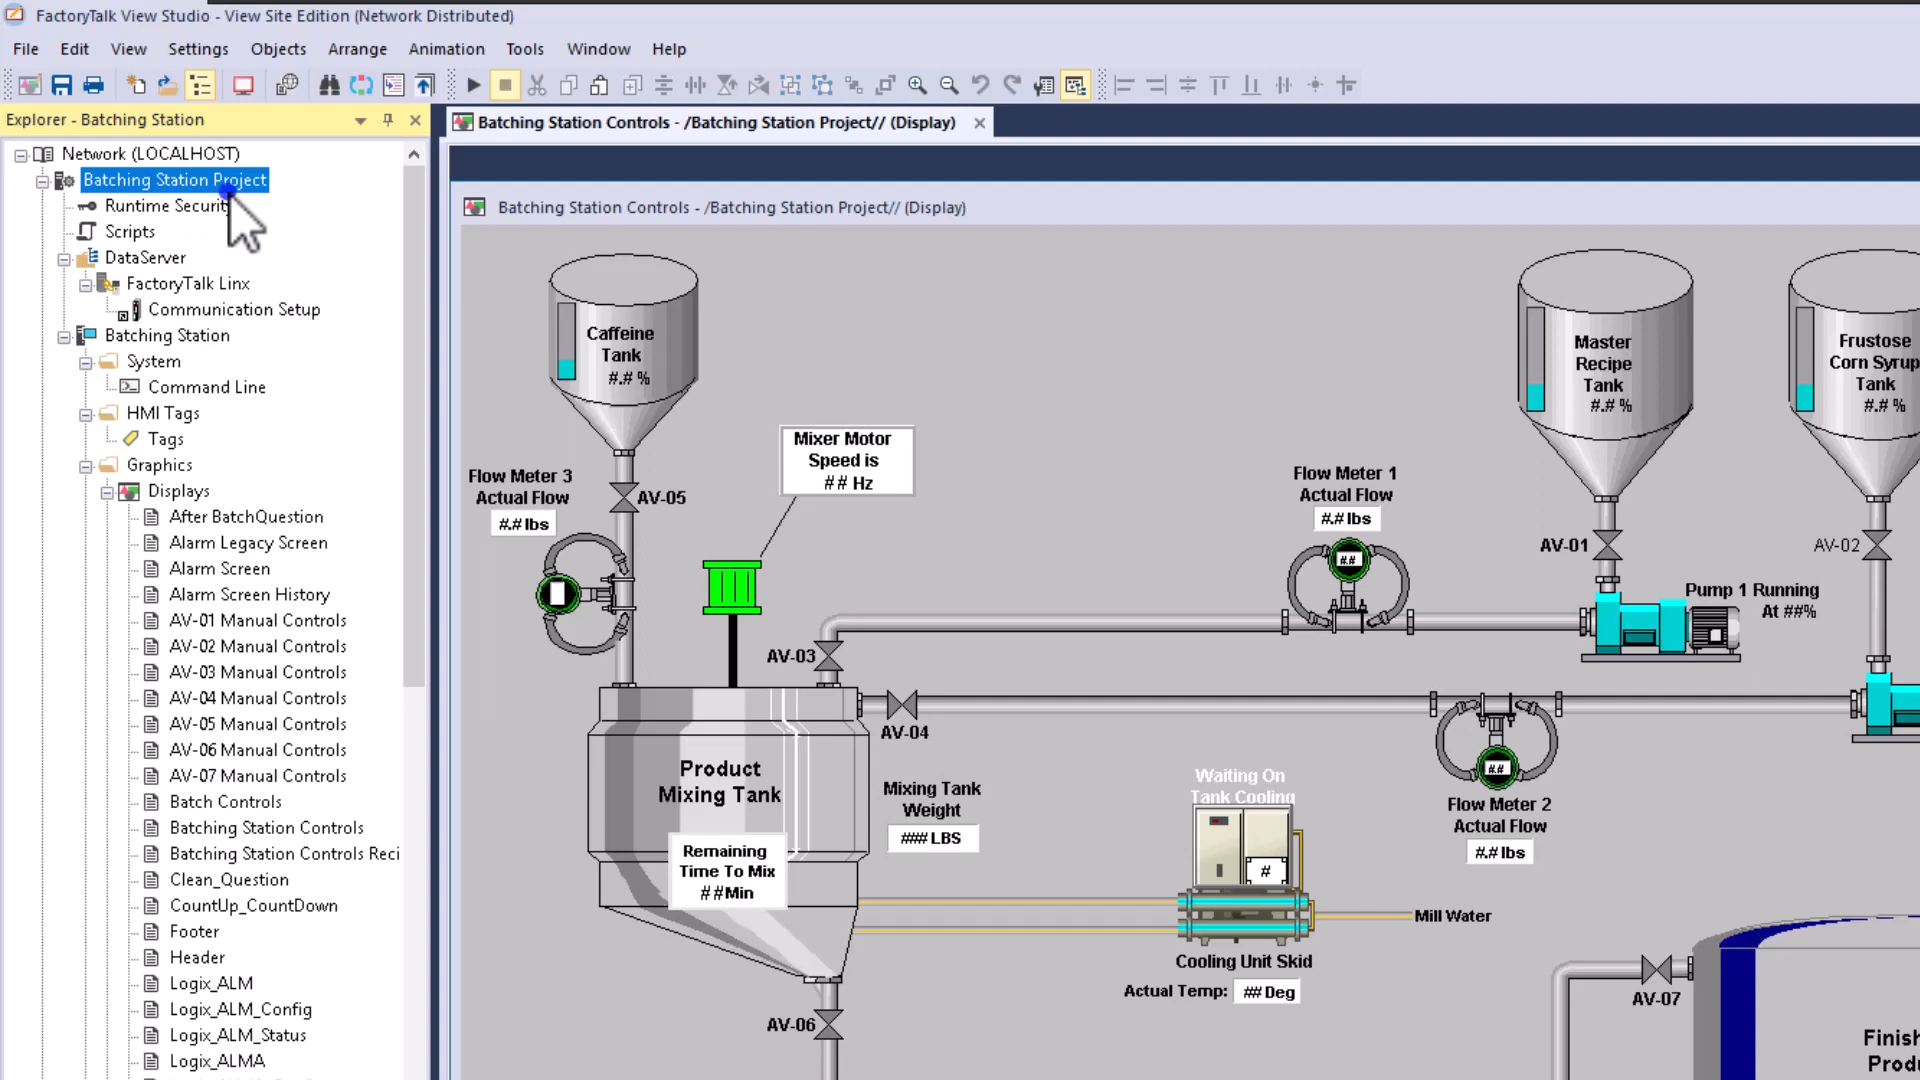 FactoryTalk View Studio - View Site Edition (Network Distributed)
File Edit View Settings Objects Arrange Animation Tools Window Help
Explorer - Batching Station
Network (LOCALHOST)
Batching Station Project
Runtime Security
Scripts
DataServer
FactoryTalk Linx
Communication Setup
Batching Station
System
Command Line
HMI Tags
Tags
Graphics
Displays
After BatchQuestion
Alarm Legacy Screen
Alarm Screen
Alarm Screen History
AV-01 Manual Controls
AV-02 Manual Controls
AV-03 Manual Controls
AV-04 Manual Controls
AV-05 Manual Controls
AV-06 Manual Controls
AV-07 Manual Controls
Batch Controls
Batching Station Controls
Batching Station Controls Reci
Clean_Question
CountUp_CountDown
Footer
Header
Logix_ALM
Logix_ALM_Config
Logix_ALM_Status
Logix_ALMA
Batching Station Controls - /Batching Station Project// (Display)
Batching Station Controls - /Batching Station Project// (Display)
Caffeine
Tank
#.# %
Master
Recipe
Tank
#.# %
Frustose
Corn Syrup
Tank
#.# %
Mixer Motor
Speed is
## Hz
Flow Meter 3
Actual Flow
#.# lbs
AV-05
Flow Meter 1
Actual Flow
#.# lbs
##
AV-01
AV-02
Pump 1 Running
At ##%
AV-03
AV-04
Product
Mixing Tank
Mixing Tank
Weight
### LBS
Remaining
Time To Mix
##Min
Waiting On
Tank Cooling
#
##
Flow Meter 2
Actual Flow
#.# lbs
Mill Water
Cooling Unit Skid
Actual Temp: ## Deg
AV-06
AV-07
Finish
Produ